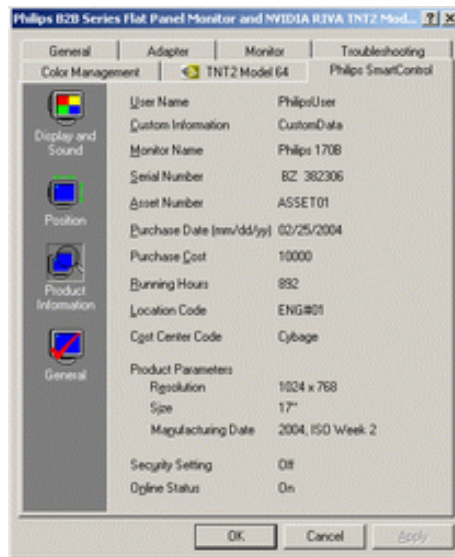 Philips B2B Series Flat Panel Monitor and NVIDIA RIVA TNT2 Mod...
General Adapter Monitor Troubleshooting
Color Management TNT2 Model 64 Philips SmartControl
Display and Sound
Position
Product Information
General
User Name PhilipsUser
Custom Information CustomData
Monitor Name Philips 170B
Serial Number BZ 382306
Asset Number ASSET01
Purchase Date (mm/dd/yy) 02/25/2004
Purchase Cost 10000
Running Hours 892
Location Code ENG#01
Cost Center Code Cybage
Product Parameters
Resolution 1024 x 768
Size 17"
Manufacturing Date 2004, ISO Week 2
Security Setting Off
Online Status On
OK Cancel Apply